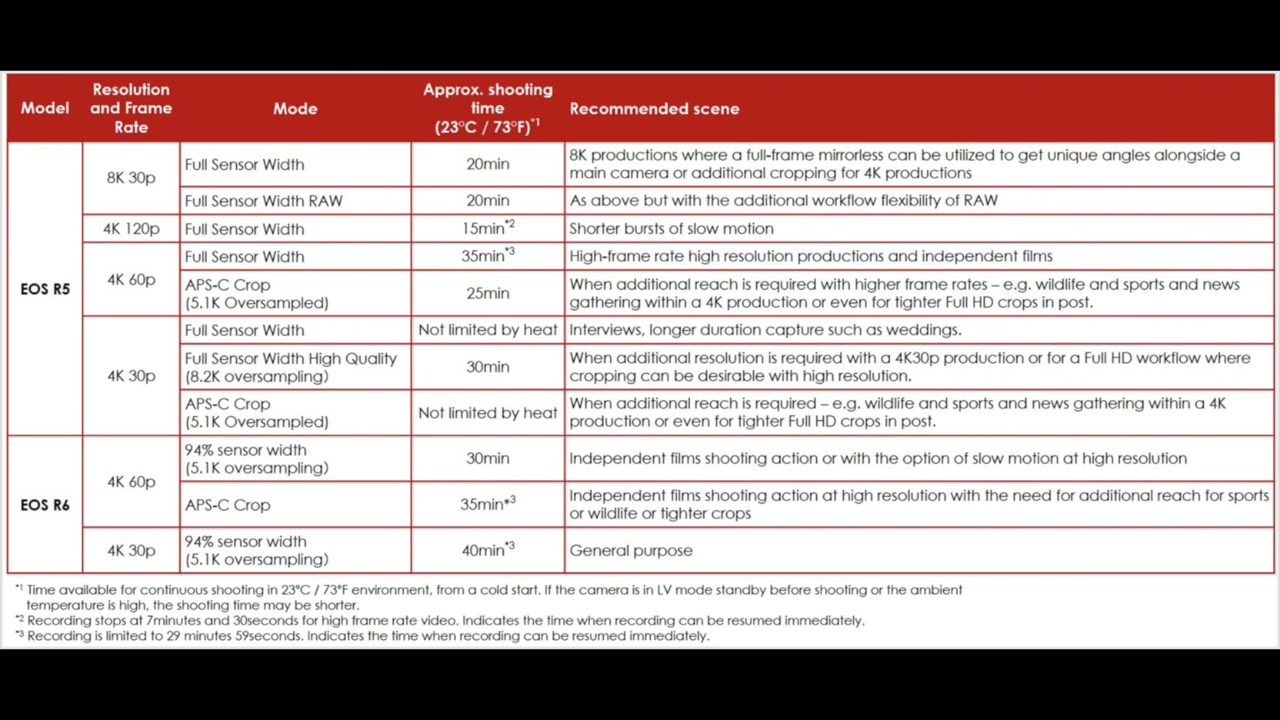 Model
Resolution
and Frame
Rate
Mode
Approx. shooting
time
(23°C / 73°F)*1
Recommended scene
EOS R5
8K 30p
Full Sensor Width
20min
8K productions where a full-frame mirrorless can be utilized to get unique angles alongside a
main camera or additional cropping for 4K productions
Full Sensor Width RAW
20min
As above but with the additional workflow flexibility of RAW
4K 120p
Full Sensor Width
15min*2
Shorter bursts of slow motion
4K 60p
Full Sensor Width
35min*3
High-frame rate high resolution productions and independent films
APS-C Crop
(5.1K Oversampled)
25min
When additional reach is required with higher frame rates – e.g. wildlife and sports and news
gathering within a 4K production or even for tighter Full HD crops in post.
4K 30p
Full Sensor Width
Not limited by heat
Interviews, longer duration capture such as weddings.
Full Sensor Width High Quality
(8.2K oversampling)
30min
When additional resolution is required with a 4K30p production or for a Full HD workflow where
cropping can be desirable with high resolution.
APS-C Crop
(5.1K Oversampled)
Not limited by heat
When additional reach is required – e.g. wildlife and sports and news gathering within a 4K
production or even for tighter Full HD crops in post.
EOS R6
4K 60p
94% sensor width
(5.1K oversampling)
30min
Independent films shooting action or with the option of slow motion at high resolution
APS-C Crop
35min*3
Independent films shooting action at high resolution with the need for additional reach for sports
or wildlife or tighter crops
4K 30p
94% sensor width
(5.1K oversampling)
40min*3
General purpose
*1 Time available for continuous shooting in 23°C / 73°F environment, from a cold start. If the camera is in LV mode standby before shooting or the ambient
temperature is high, the shooting time may be shorter.
*2 Recording stops at 7minutes and 30seconds for high frame rate video. Indicates the time when recording can be resumed immediately.
*3 Recording is limited to 29 minutes 59seconds. Indicates the time when recording can be resumed immediately.